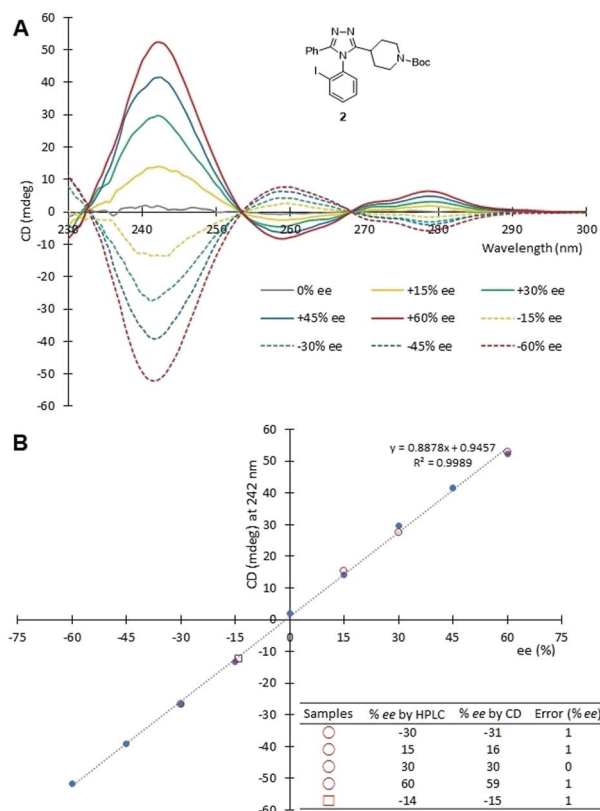 A
60
50
40
30
20
10
0
-10
-20
-30
-40
-50
-60
CD (mdeg)
230 240 250 260 270 280 290 300
Wavelength (nm)
N-N
Ph
N
N-Boc
I
2
0% ee +15% ee +30% ee
+45% ee +60% ee -15% ee
-30% ee -45% ee -60% ee
B
60
50
40
30
20
10
0
-10
-20
-30
-40
-50
-60
CD (mdeg) at 242 nm
y = 0.8878x + 0.9457
R² = 0.9989
-75 -60 -45 -30 -15 0 15 30 45 60 75
ee (%)
Samples % ee by HPLC % ee by CD Error (% ee)
-30 -31 1
15 16 1
30 30 0
60 59 1
-14 -15 1